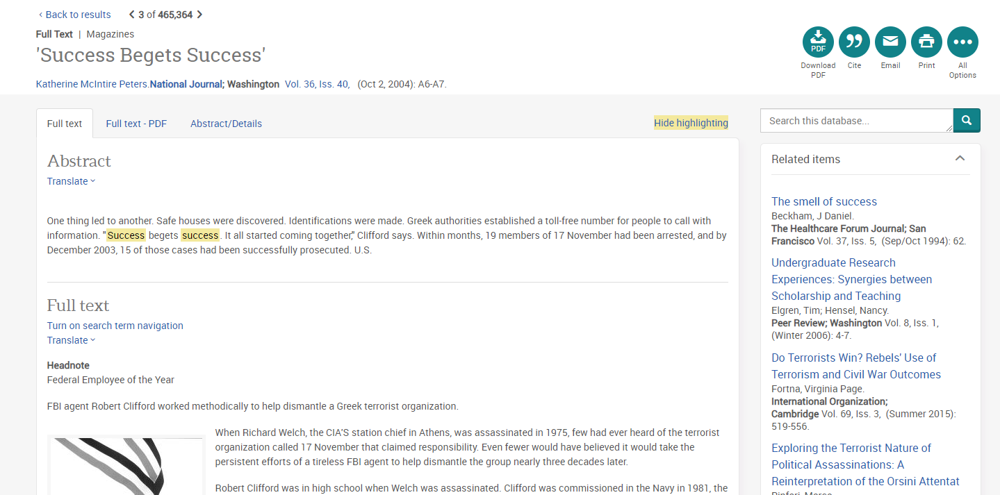 ‹ Back to results
3 of 465,364
Full Text | Magazines
'Success Begets Success'
Katherine McIntire Peters.National Journal; Washington Vol. 36, Iss. 40, (Oct 2, 2004): A6-A7.
PDF
Download PDF
Cite
Email
Print
All Options
Full text
Full text - PDF
Abstract/Details
Hide highlighting
Abstract
Translate
One thing led to another. Safe houses were discovered. Identifications were made. Greek authorities established a toll-free number for people to call with
information. "Success begets success. It all started coming together," Clifford says. Within months, 19 members of 17 November had been arrested, and by
December 2003, 15 of those cases had been successfully prosecuted. U.S.
Full text
Turn on search term navigation
Translate
Headnote
Federal Employee of the Year
FBI agent Robert Clifford worked methodically to help dismantle a Greek terrorist organization.
When Richard Welch, the CIA'S station chief in Athens, was assassinated in 1975, few had ever heard of the terrorist
organization called 17 November that claimed responsibility. Even fewer would have believed it would take the
persistent efforts of a tireless FBI agent to help dismantle the group nearly three decades later.
Robert Clifford was in high school when Welch was assassinated. Clifford was commissioned in the Navy in 1981, the
Search this database...
Related items
The smell of success
Beckham, J Daniel.
The Healthcare Forum Journal; San
Francisco Vol. 37, Iss. 5, (Sep/Oct 1994): 62.
Undergraduate Research
Experiences: Synergies between
Scholarship and Teaching
Elgren, Tim; Hensel, Nancy.
Peer Review; Washington Vol. 8, Iss. 1,
(Winter 2006): 4-7.
Do Terrorists Win? Rebels' Use of
Terrorism and Civil War Outcomes
Fortna, Virginia Page.
International Organization;
Cambridge Vol. 69, Iss. 3, (Summer 2015):
519-556.
Exploring the Terrorist Nature of
Political Assassinations: A
Reinterpretation of the Orsini Attentat